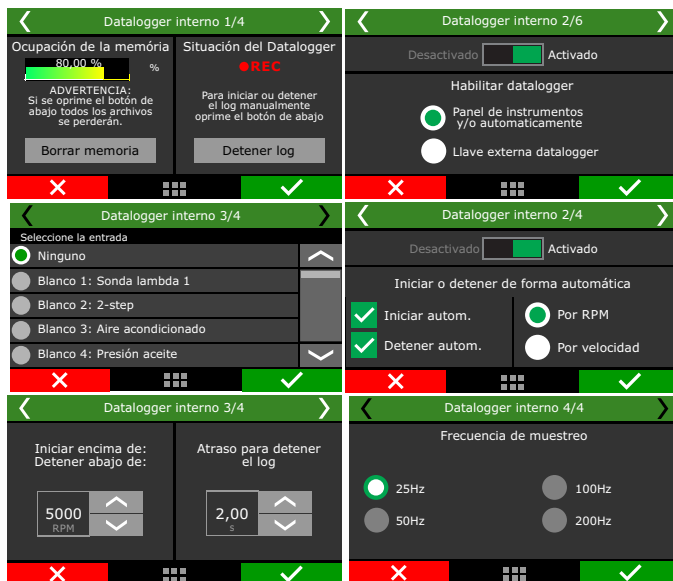 Datalogger interno 1/4
Ocupación de la memória
80,00 %
%
ADVERTENCIA:
Si se oprime el botón de
abajo todos los archivos
se perderán.
Borrar memoria
Situación del Datalogger
REC
Para iniciar ou detener
el log manualmente
oprime el botón de abajo
Detener log
Datalogger interno 2/6
Desactivado
Activado
Habilitar datalogger
Panel de instrumentos
y/o automaticamente
Llave externa datalogger
Datalogger interno 3/4
Seleccione la entrada
Ninguno
Blanco 1: Sonda lambda 1
Blanco 2: 2-step
Blanco 3: Aire acondicionado
Blanco 4: Presión aceite
Datalogger interno 2/4
Desactivado
Activado
Iniciar o detener de forma automática
Iniciar autom.
Detener autom.
Por RPM
Por velocidad
Datalogger interno 3/4
Iniciar encima de:
Detener abajo de:
5000
RPM
Atraso para detener
el log
2,00
s
Datalogger interno 4/4
Frecuencia de muestreo
25Hz
100Hz
50Hz
200Hz